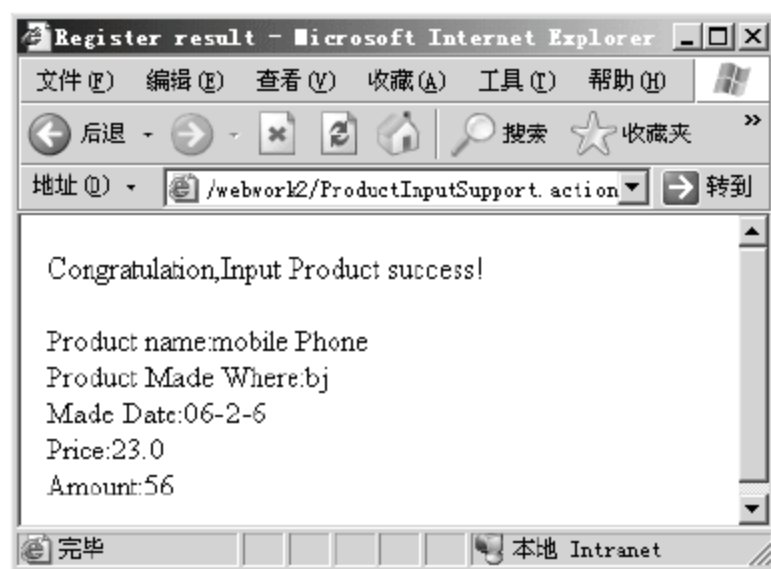 Register result - Microsoft Internet Explorer
文件(F) 编辑(E) 查看(V) 收藏(A) 工具(T) 帮助(H)
后退 搜索 收藏夹 »
地址(D) /webwork2/ProductInputSupport.action 转到
Congratulation,Input Product success!
Product name:mobile Phone
Product Made Where:bj
Made Date:06-2-6
Price:23.0
Amount:56
完毕 本地 Intranet